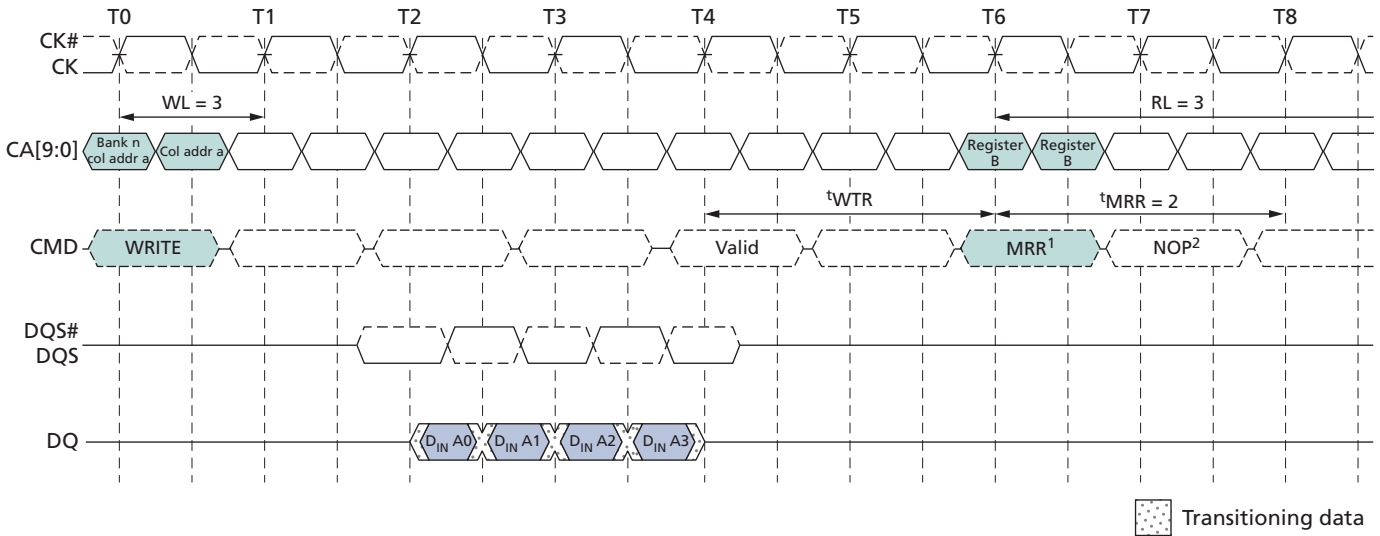 T0 T1 T2 T3 T4 T5 T6 T7 T8
CK#
CK
WL = 3
RL = 3
CA[9:0]
Bank n
col addr a
Col addr a
Register
B
Register
B
tWTR
tMRR = 2
CMD
WRITE
Valid
MRR1
NOP2
DQS#
DQS
DQ
DIN A0
DIN A1
DIN A2
DIN A3
Transitioning data